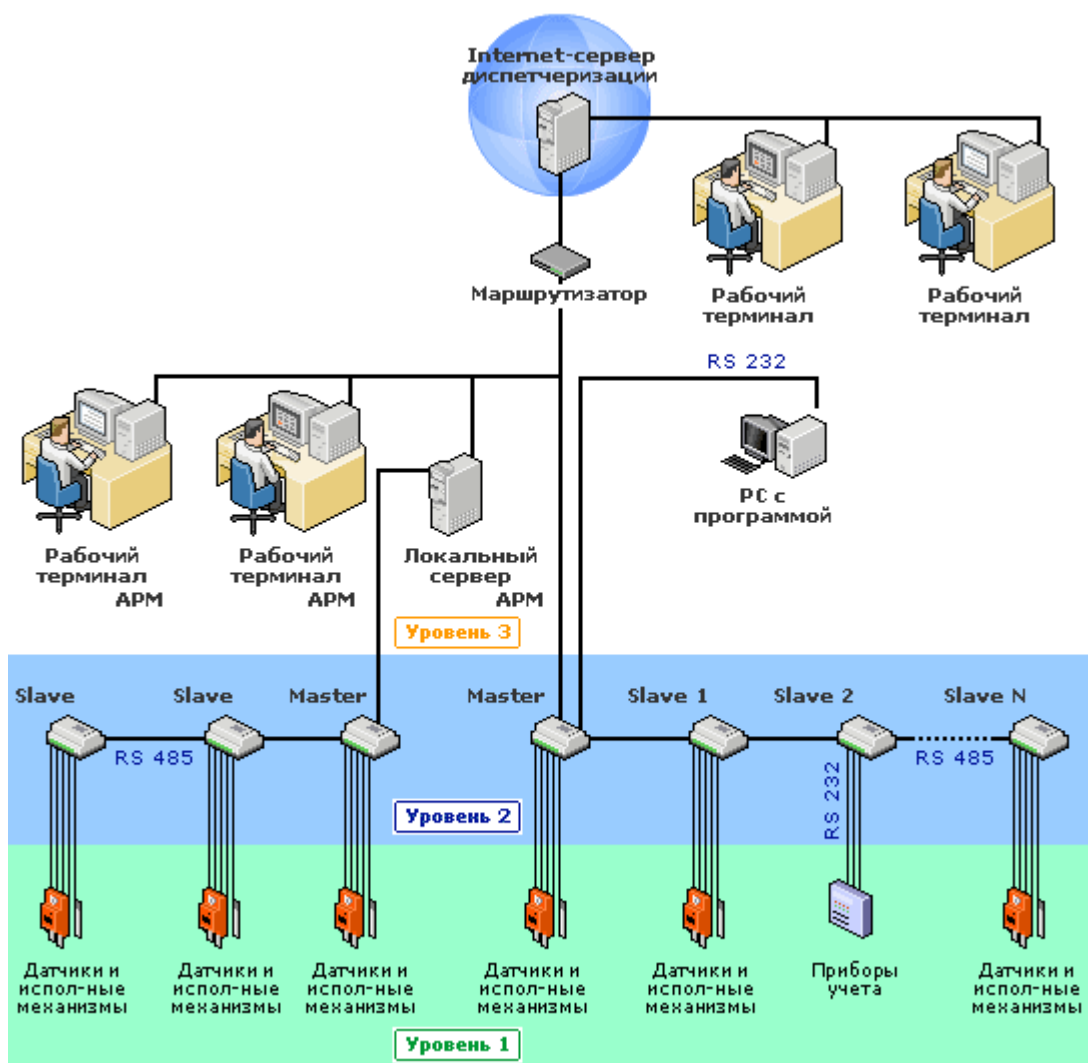 Internet-сервер
диспетчеризации
Маршрутизатор
Рабочий
терминал
Рабочий
терминал
RS 232
PC с
программой
Рабочий
терминал
АРМ
Рабочий
терминал
АРМ
Локальный
сервер
АРМ
Уровень 3
Slave
Slave
Master
Master
Slave 1
Slave 2
Slave N
RS 485
RS 232
RS 485
Уровень 2
Датчики и
испол-ные
механизмы
Датчики и
испол-ные
механизмы
Датчики и
испол-ные
механизмы
Датчики и
испол-ные
механизмы
Датчики и
испол-ные
механизмы
Приборы
учета
Датчики и
испол-ные
механизмы
Уровень 1